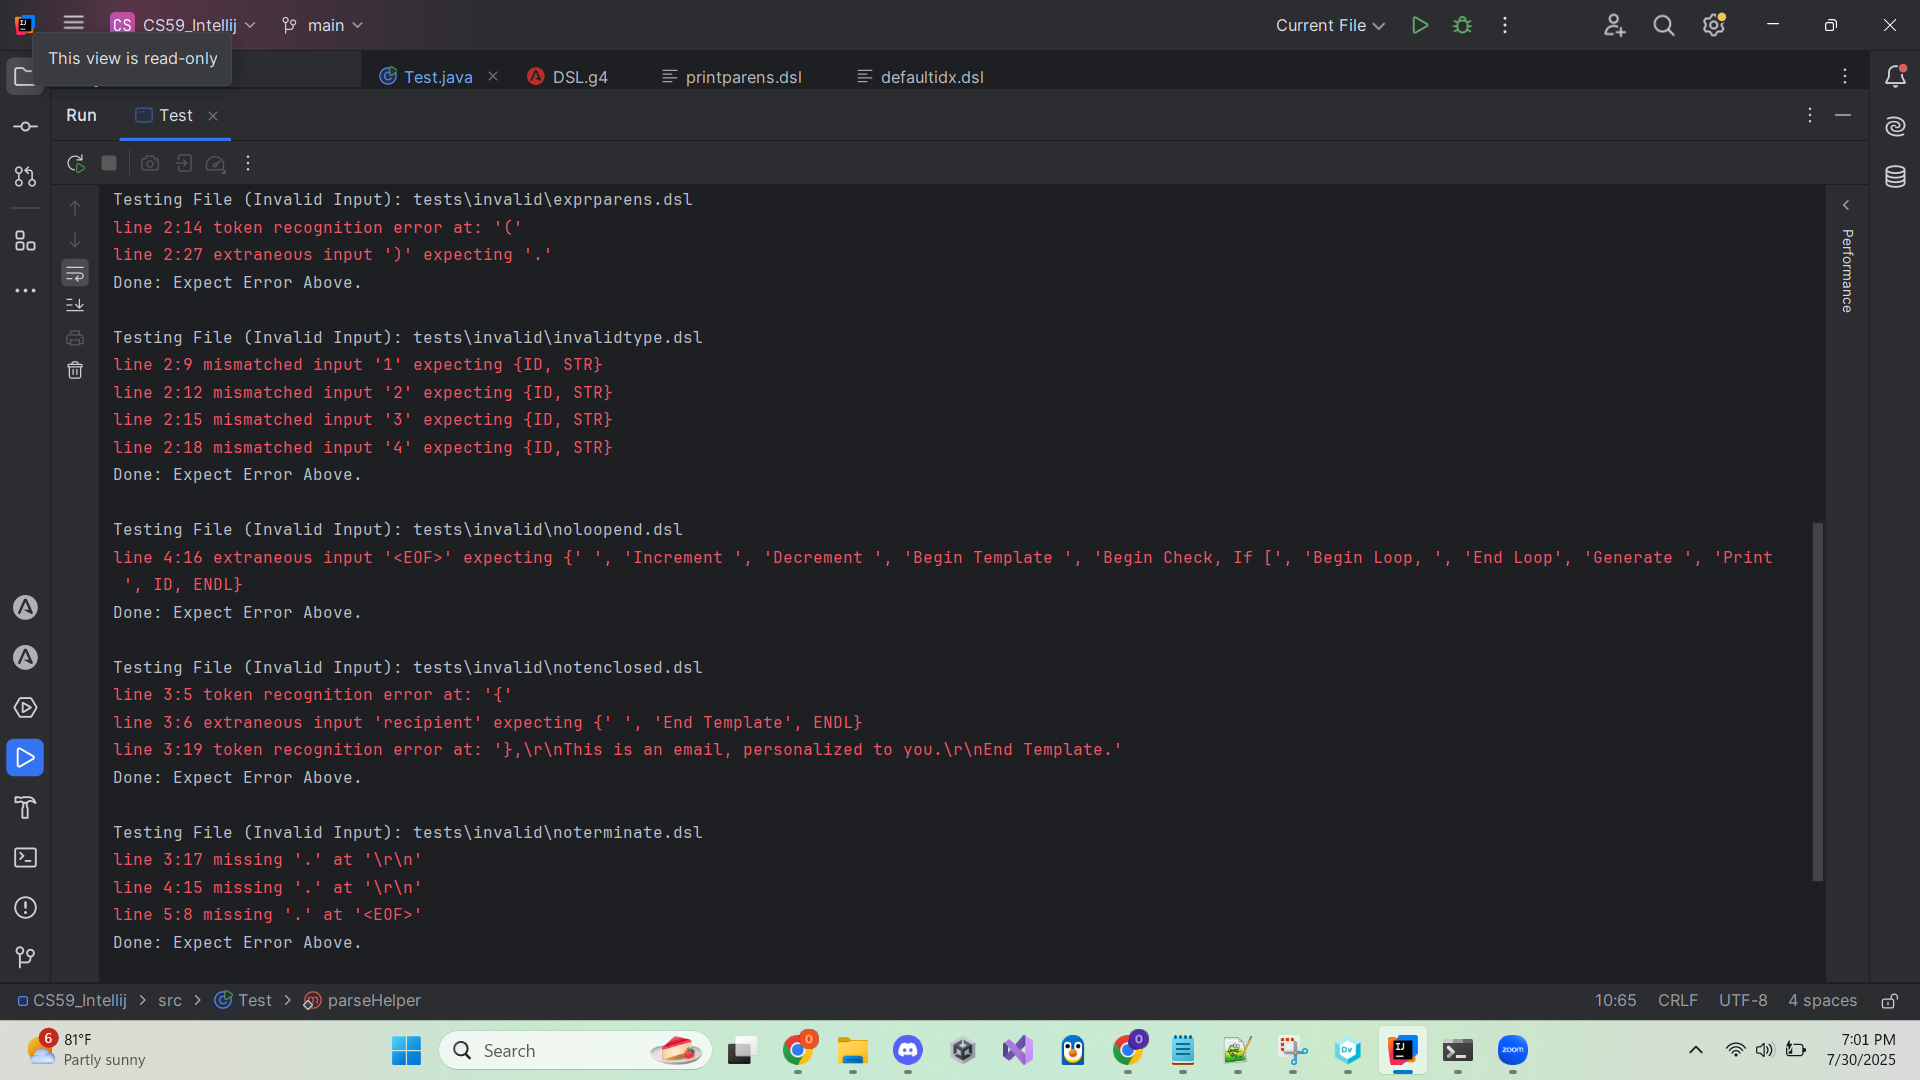 CS CS59_Intellij main Current File
This view is read-only
Test.java DSL.g4 printparens.dsl defaultidx.dsl
Run Test
Testing File (Invalid Input): tests\invalid\exprparens.dsl
line 2:14 token recognition error at: '('
line 2:27 extraneous input ')' expecting '.'
Done: Expect Error Above.
Testing File (Invalid Input): tests\invalid\invalidtype.dsl
line 2:9 mismatched input '1' expecting {ID, STR}
line 2:12 mismatched input '2' expecting {ID, STR}
line 2:15 mismatched input '3' expecting {ID, STR}
line 2:18 mismatched input '4' expecting {ID, STR}
Done: Expect Error Above.
Testing File (Invalid Input): tests\invalid\noloopend.dsl
line 4:16 extraneous input '<EOF>' expecting {' ', 'Increment ', 'Decrement ', 'Begin Template ', 'Begin Check, If [', 'Begin Loop, ', 'End Loop', 'Generate ', 'Print
', ID, ENDL}
Done: Expect Error Above.
Testing File (Invalid Input): tests\invalid\notenclosed.dsl
line 3:5 token recognition error at: '{'
line 3:6 extraneous input 'recipient' expecting {' ', 'End Template', ENDL}
line 3:19 token recognition error at: '},\r\nThis is an email, personalized to you.\r\nEnd Template.'
Done: Expect Error Above.
Testing File (Invalid Input): tests\invalid\noterminate.dsl
line 3:17 missing '.' at '\r\n'
line 4:15 missing '.' at '\r\n'
line 5:8 missing '.' at '<EOF>'
Done: Expect Error Above.
Performance
CS59_Intellij > src > Test > parseHelper 10:65 CRLF UTF-8 4 spaces
6 81°F
Partly sunny
Search
0
0
Dv
zoom
7:01 PM
7/30/2025